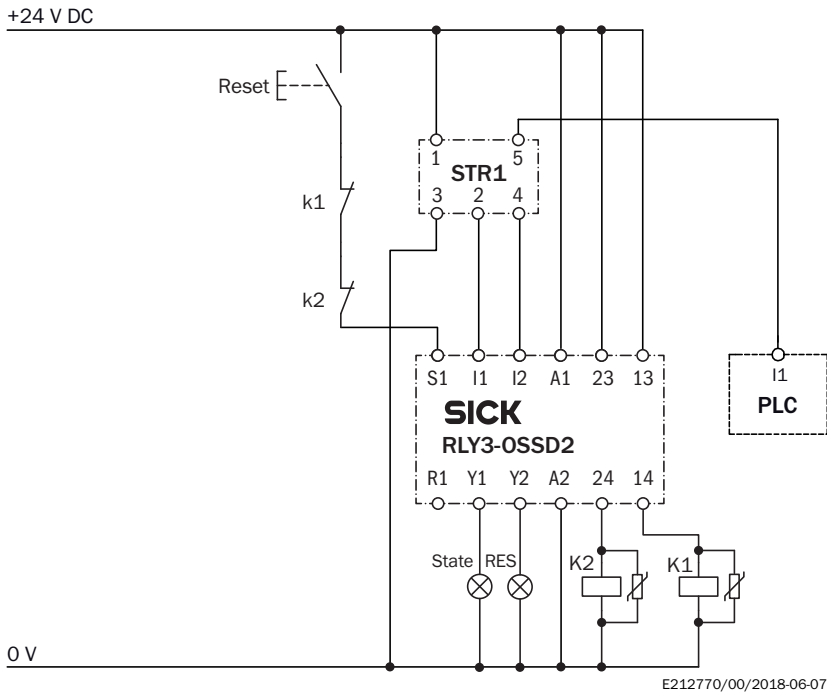 +24 V DC
Reset
1 5
STR1
3 2 4
k1
k2
S1 I1 I2 A1 23 13
SICK
RLY3-OSSD2
R1 Y1 Y2 A2 24 14
I1
PLC
State RES K2 K1
0 V
E212770/00/2018-06-07